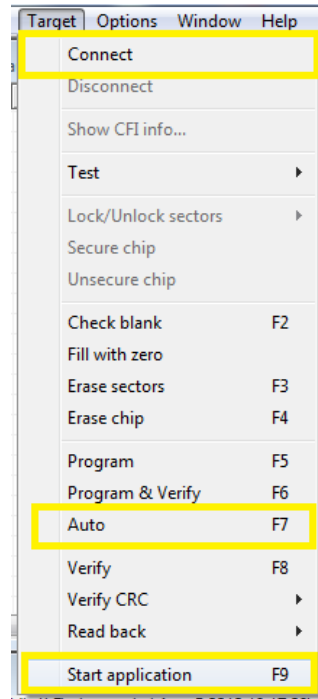 Target Options Window Help
Connect
Disconnect
Show CFI info...
Test
Lock/Unlock sectors
Secure chip
Unsecure chip
Check blank F2
Fill with zero
Erase sectors F3
Erase chip F4
Program F5
Program & Verify F6
Auto F7
Verify F8
Verify CRC
Read back
Start application F9